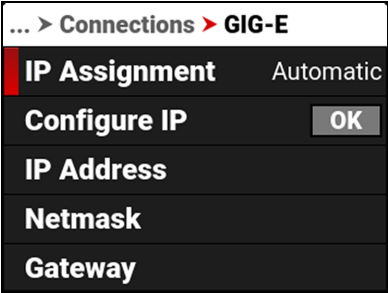 ... > Connections > GIG-E
IP Assignment Automatic
Configure IP OK
IP Address
Netmask
Gateway